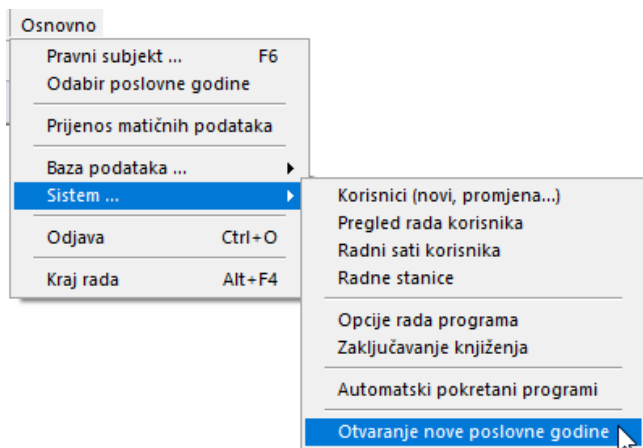 Osnovno
Pravni subjekt ... F6
Odabir poslovne godine
Prijenos matičnih podataka
Baza podataka ...
Sistem ...
Odjava Ctrl+O
Kraj rada Alt+F4
Korisnici (novi, promjena...)
Pregled rada korisnika
Radni sati korisnika
Radne stanice
Opcije rada programa
Zaključavanje knjiženja
Automatski pokretani programi
Otvaranje nove poslovne godine